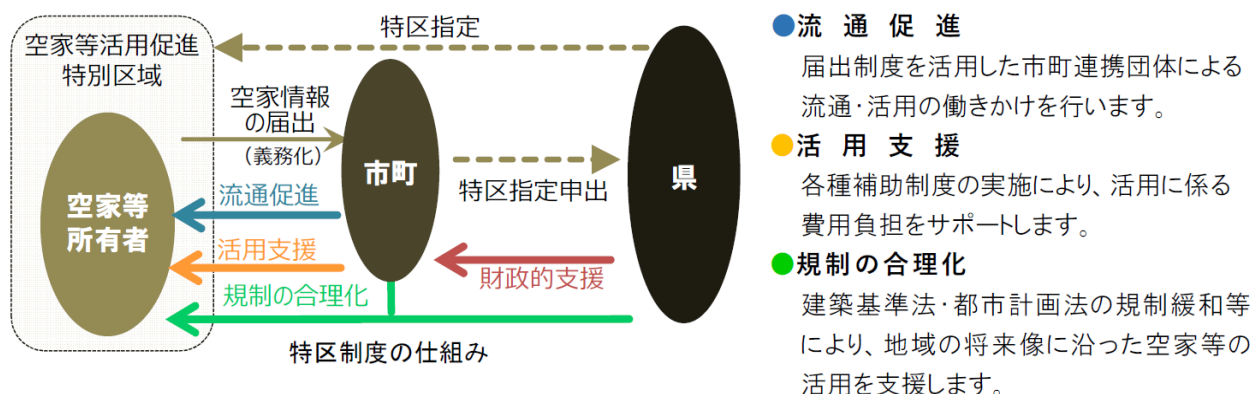 特区指定
空家等活用促進
特別区域
空家情報
の届出
(義務化)
市町
県
特区指定申出
空家等
所有者
流通促進
活用支援
財政的支援
規制の合理化
特区制度の仕組み
●流通促進
届出制度を活用した市町連携団体による
流通・活用の働きかけを行います。
●活用支援
各種補助制度の実施により、活用に係る
費用負担をサポートします。
●規制の合理化
建築基準法・都市計画法の規制緩和等
により、地域の将来像に沿った空家等の
活用を支援します。